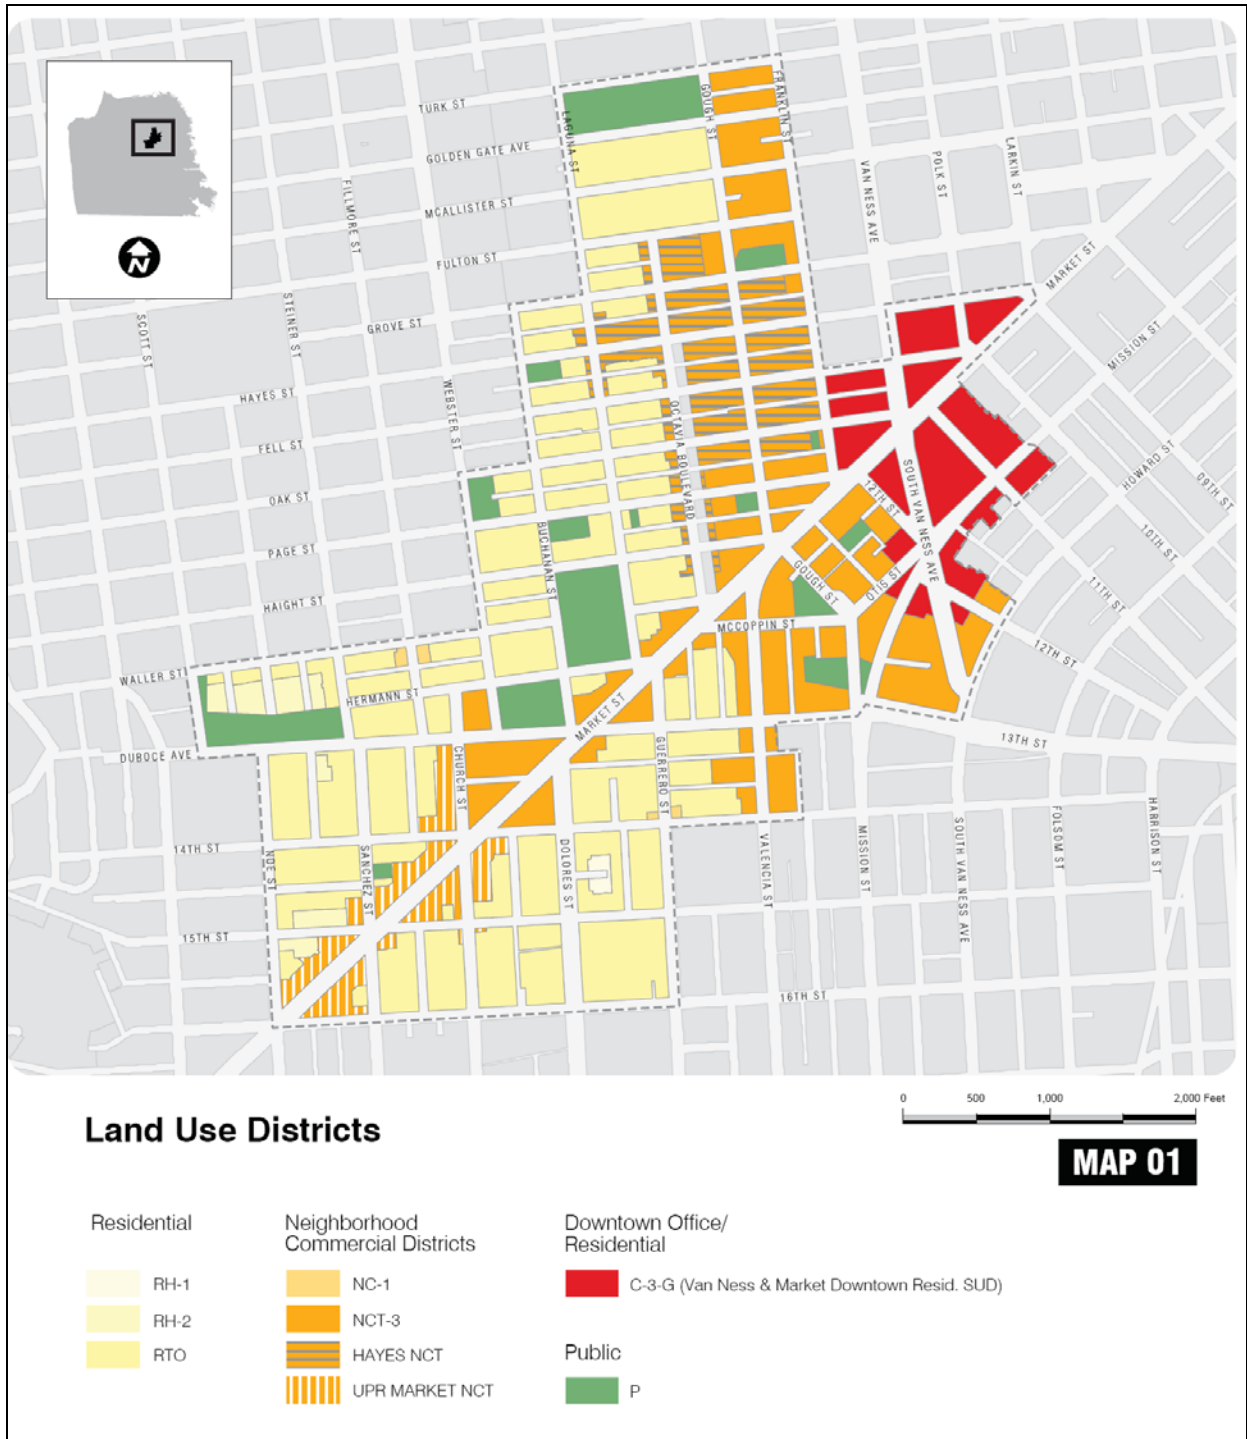 TURK ST
GOLDEN GATE AVE
MCALLISTER ST
FULTON ST
GROVE ST
HAYES ST
FELL ST
OAK ST
PAGE ST
HAIGHT ST
WALLER ST
HERMANN ST
DUBOCE AVE
14TH ST
15TH ST
16TH ST
13TH ST
SCOTT ST
STEINER ST
FILLMORE ST
WEBSTER ST
LAGUNA ST
GOUGH ST
FRANKLIN ST
VAN NESS AVE
POLK ST
LARKIN ST
MARKET ST
MISSION ST
HOWARD ST
09TH ST
10TH ST
11TH ST
12TH ST
12TH ST
SOUTH VAN NESS AVE
OCTAVIA BOULEVARD
BUCHANAN ST
GOUGH ST
OTIS ST
MCCOPPIN ST
MARKET ST
CHURCH ST
GUERRERO ST
NOE ST
SANCHEZ ST
DOLORES ST
VALENCIA ST
MISSION ST
SOUTH VAN NESS AVE
FOLSOM ST
HARRISON ST
N
0 500 1,000 2,000 Feet
Land Use Districts
MAP 01
Residential
RH-1
RH-2
RTO
Neighborhood
Commercial Districts
NC-1
NCT-3
HAYES NCT
UPR MARKET NCT
Downtown Office/
Residential
C-3-G (Van Ness & Market Downtown Resid. SUD)
Public
P